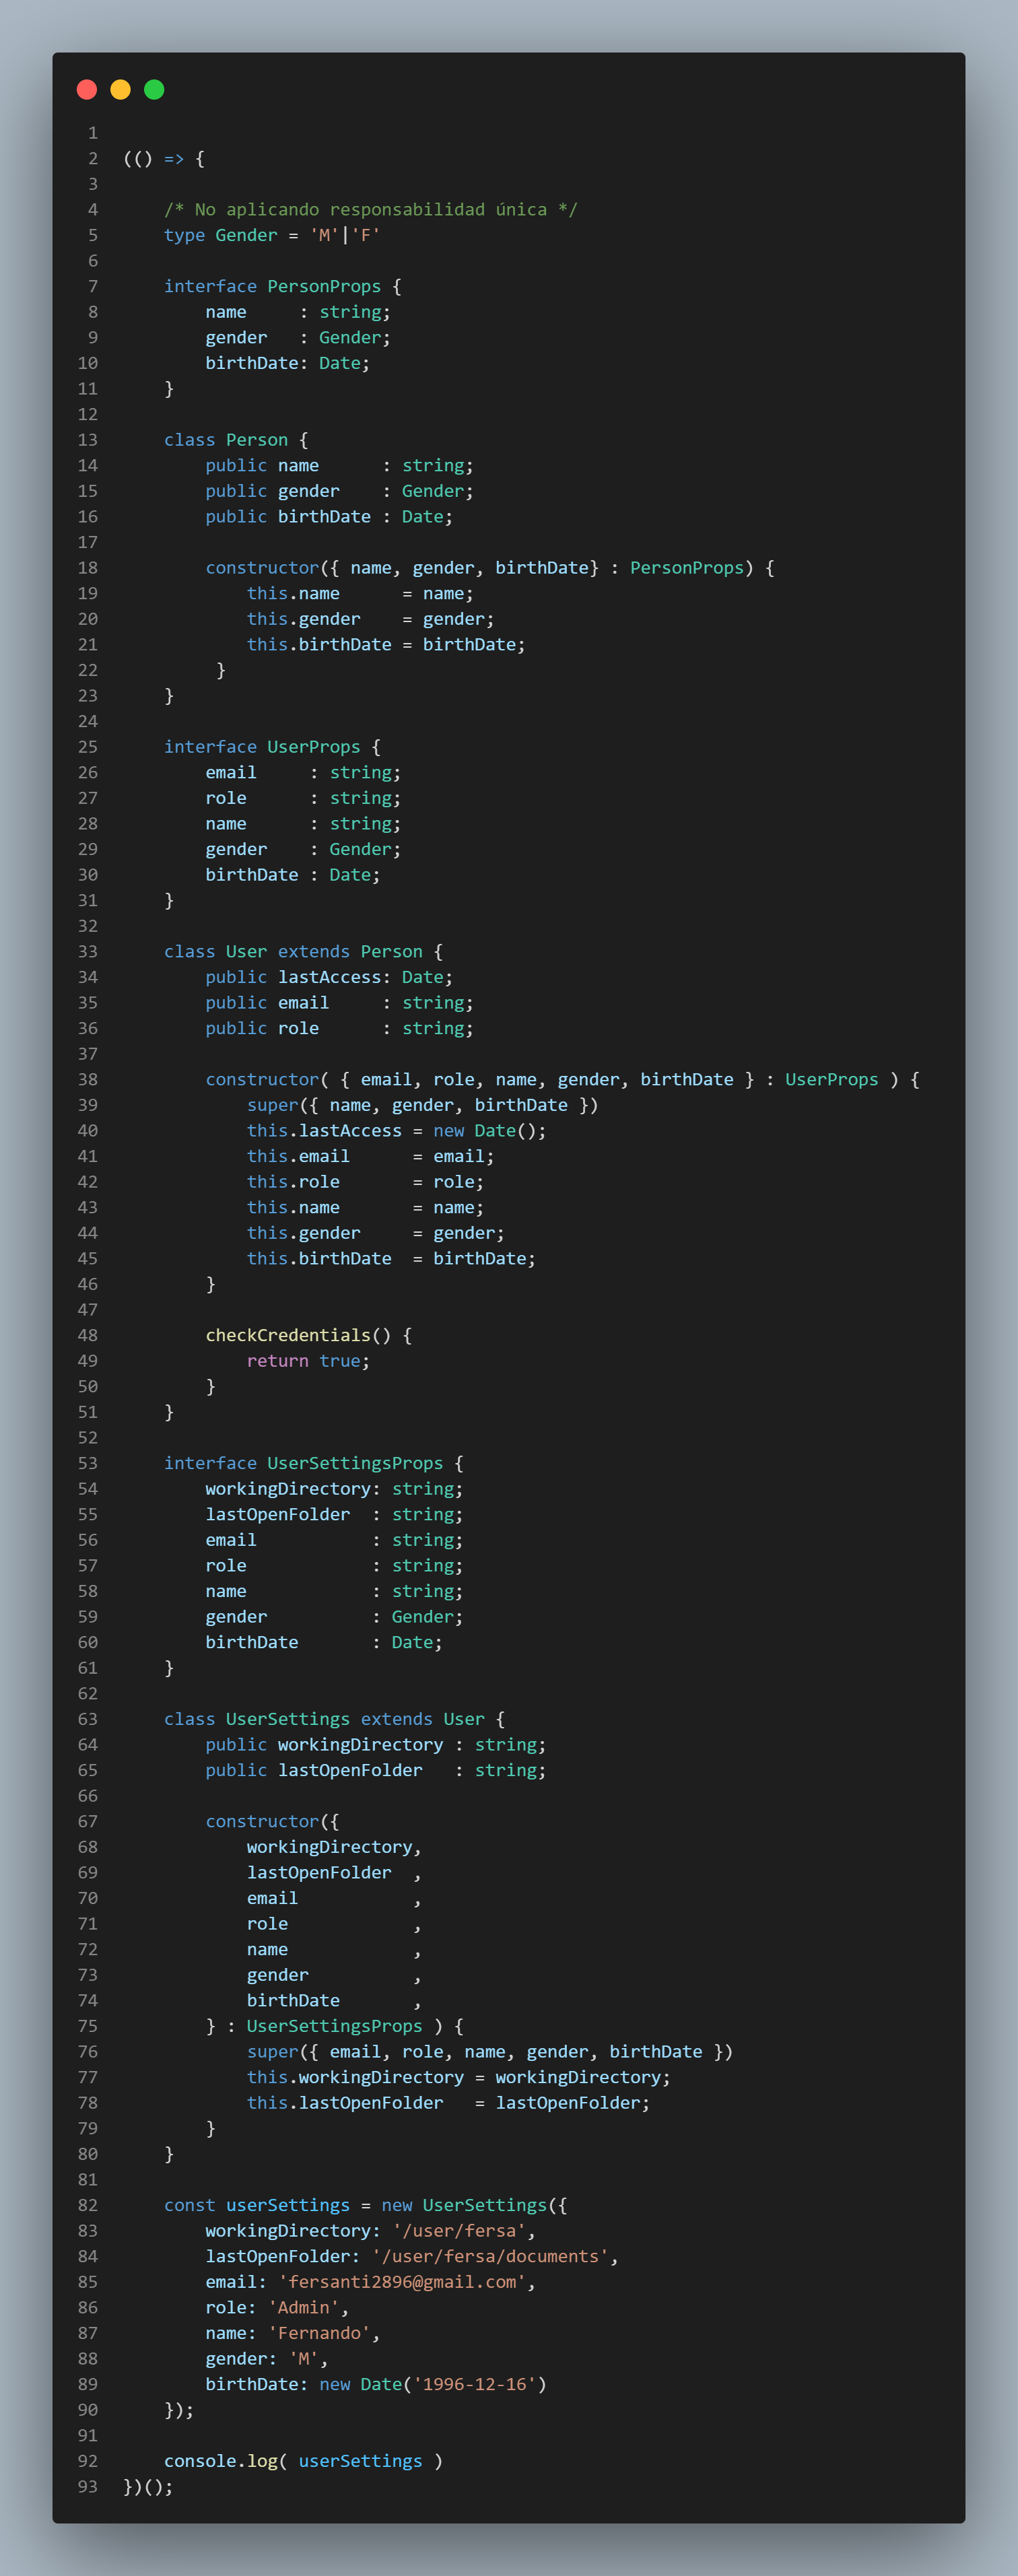 1
2 (() => {
3
4     /* No aplicando responsabilidad única */
5     type Gender = 'M'|'F'
6
7     interface PersonProps {
8         name     : string;
9         gender   : Gender;
10         birthDate: Date;
11     }
12
13     class Person {
14         public name      : string;
15         public gender    : Gender;
16         public birthDate : Date;
17
18         constructor({ name, gender, birthDate} : PersonProps) {
19             this.name      = name;
20             this.gender    = gender;
21             this.birthDate = birthDate;
22          }
23     }
24
25     interface UserProps {
26         email     : string;
27         role      : string;
28         name      : string;
29         gender    : Gender;
30         birthDate : Date;
31     }
32
33     class User extends Person {
34         public lastAccess: Date;
35         public email     : string;
36         public role      : string;
37
38         constructor( { email, role, name, gender, birthDate } : UserProps ) {
39             super({ name, gender, birthDate })
40             this.lastAccess = new Date();
41             this.email      = email;
42             this.role       = role;
43             this.name       = name;
44             this.gender     = gender;
45             this.birthDate  = birthDate;
46         }
47
48         checkCredentials() {
49             return true;
50         }
51     }
52
53     interface UserSettingsProps {
54         workingDirectory: string;
55         lastOpenFolder  : string;
56         email           : string;
57         role            : string;
58         name            : string;
59         gender          : Gender;
60         birthDate       : Date;
61     }
62
63     class UserSettings extends User {
64         public workingDirectory : string;
65         public lastOpenFolder   : string;
66
67         constructor({
68             workingDirectory,
69             lastOpenFolder  ,
70             email           ,
71             role            ,
72             name            ,
73             gender          ,
74             birthDate       ,
75         } : UserSettingsProps ) {
76             super({ email, role, name, gender, birthDate })
77             this.workingDirectory = workingDirectory;
78             this.lastOpenFolder   = lastOpenFolder;
79         }
80     }
81
82     const userSettings = new UserSettings({
83         workingDirectory: '/user/fersa',
84         lastOpenFolder: '/user/fersa/documents',
85         email: 'fersanti2896@gmail.com',
86         role: 'Admin',
87         name: 'Fernando',
88         gender: 'M',
89         birthDate: new Date('1996-12-16')
90     });
91
92     console.log( userSettings )
93 })();